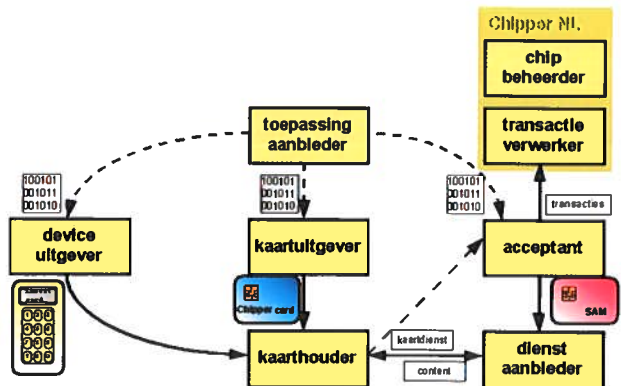 Chipper NL
chip
beheerder
toepassing
aanbieder
transactie
verwerker
100101
001011
001010
100101
001011
001010
100101
001011
001010
transacties
device
uitgever
kaartuitgever
acceptant
Chipper card
SAM
kaarthouder
kaartdienst
content
dienst
aanbieder